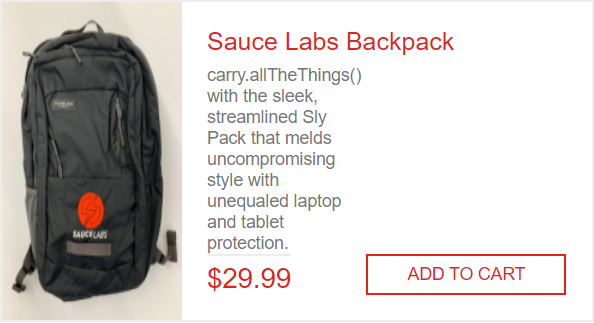 Sauce Labs Backpack
carry.allTheThings()
with the sleek,
streamlined Sly
Pack that melds
uncompromising
style with
unequaled laptop
and tablet
protection.
$29.99
ADD TO CART
SAUCELABS